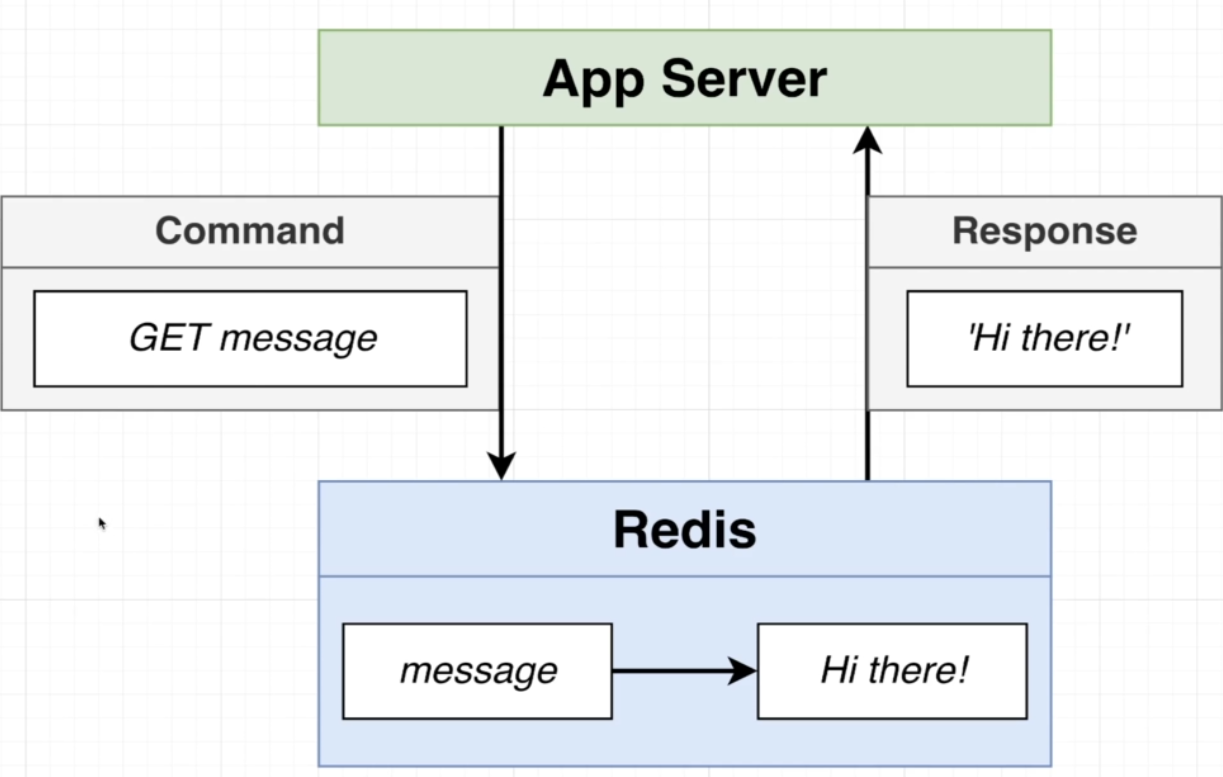 App Server
Command
GET message
Response
'Hi there!'
Redis
message
Hi there!